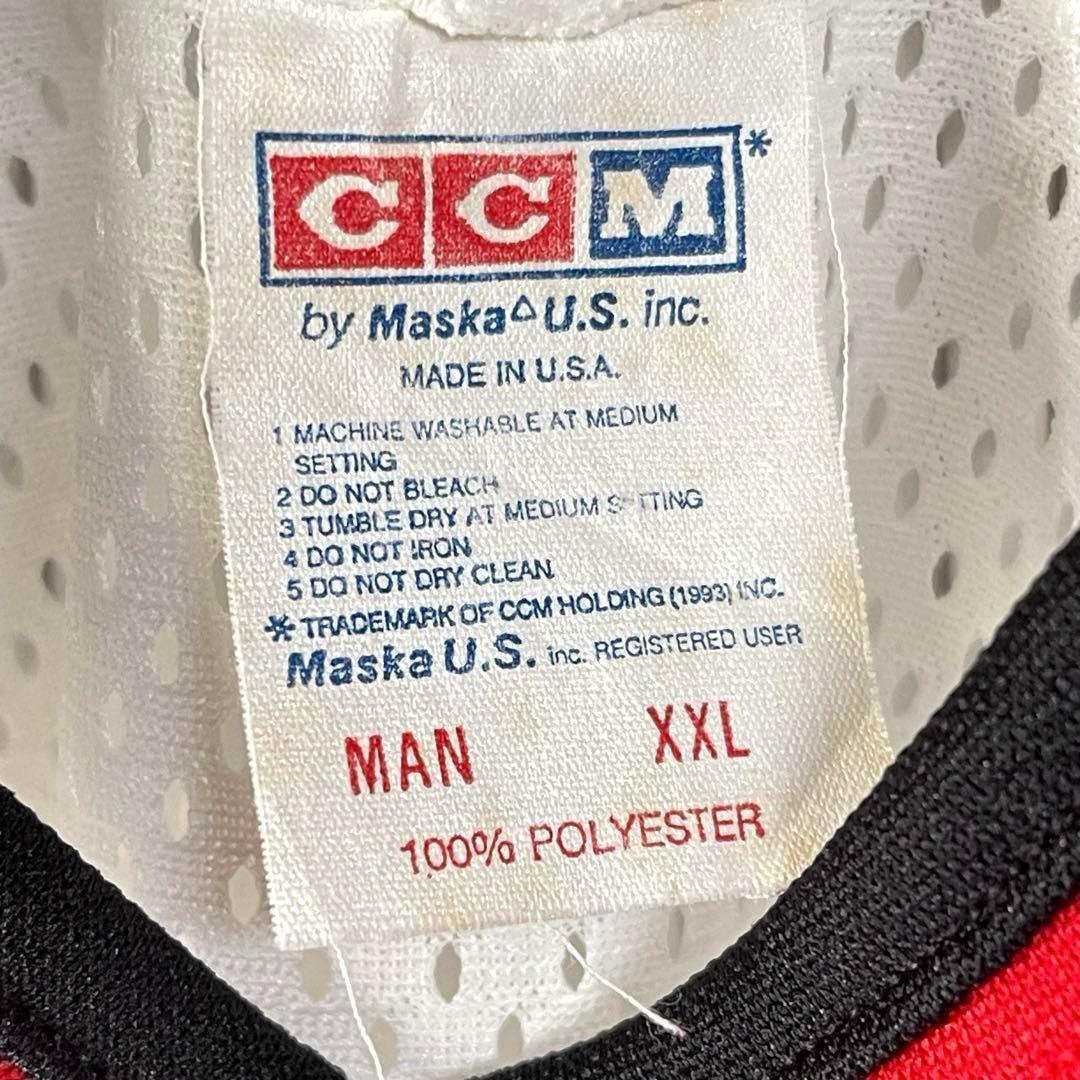 CCM*
by Maska△U.S. inc.
MADE IN U.S.A.
1 MACHINE WASHABLE AT MEDIUM
SETTING
2 DO NOT BLEACH
3 TUMBLE DRY AT MEDIUM SETTING
4 DO NOT IRON
5 DO NOT DRY CLEAN
* TRADEMARK OF CCM HOLDING (1993) INC.
Maska U.S. inc. REGISTERED USER
MAN XXL
100% POLYESTER